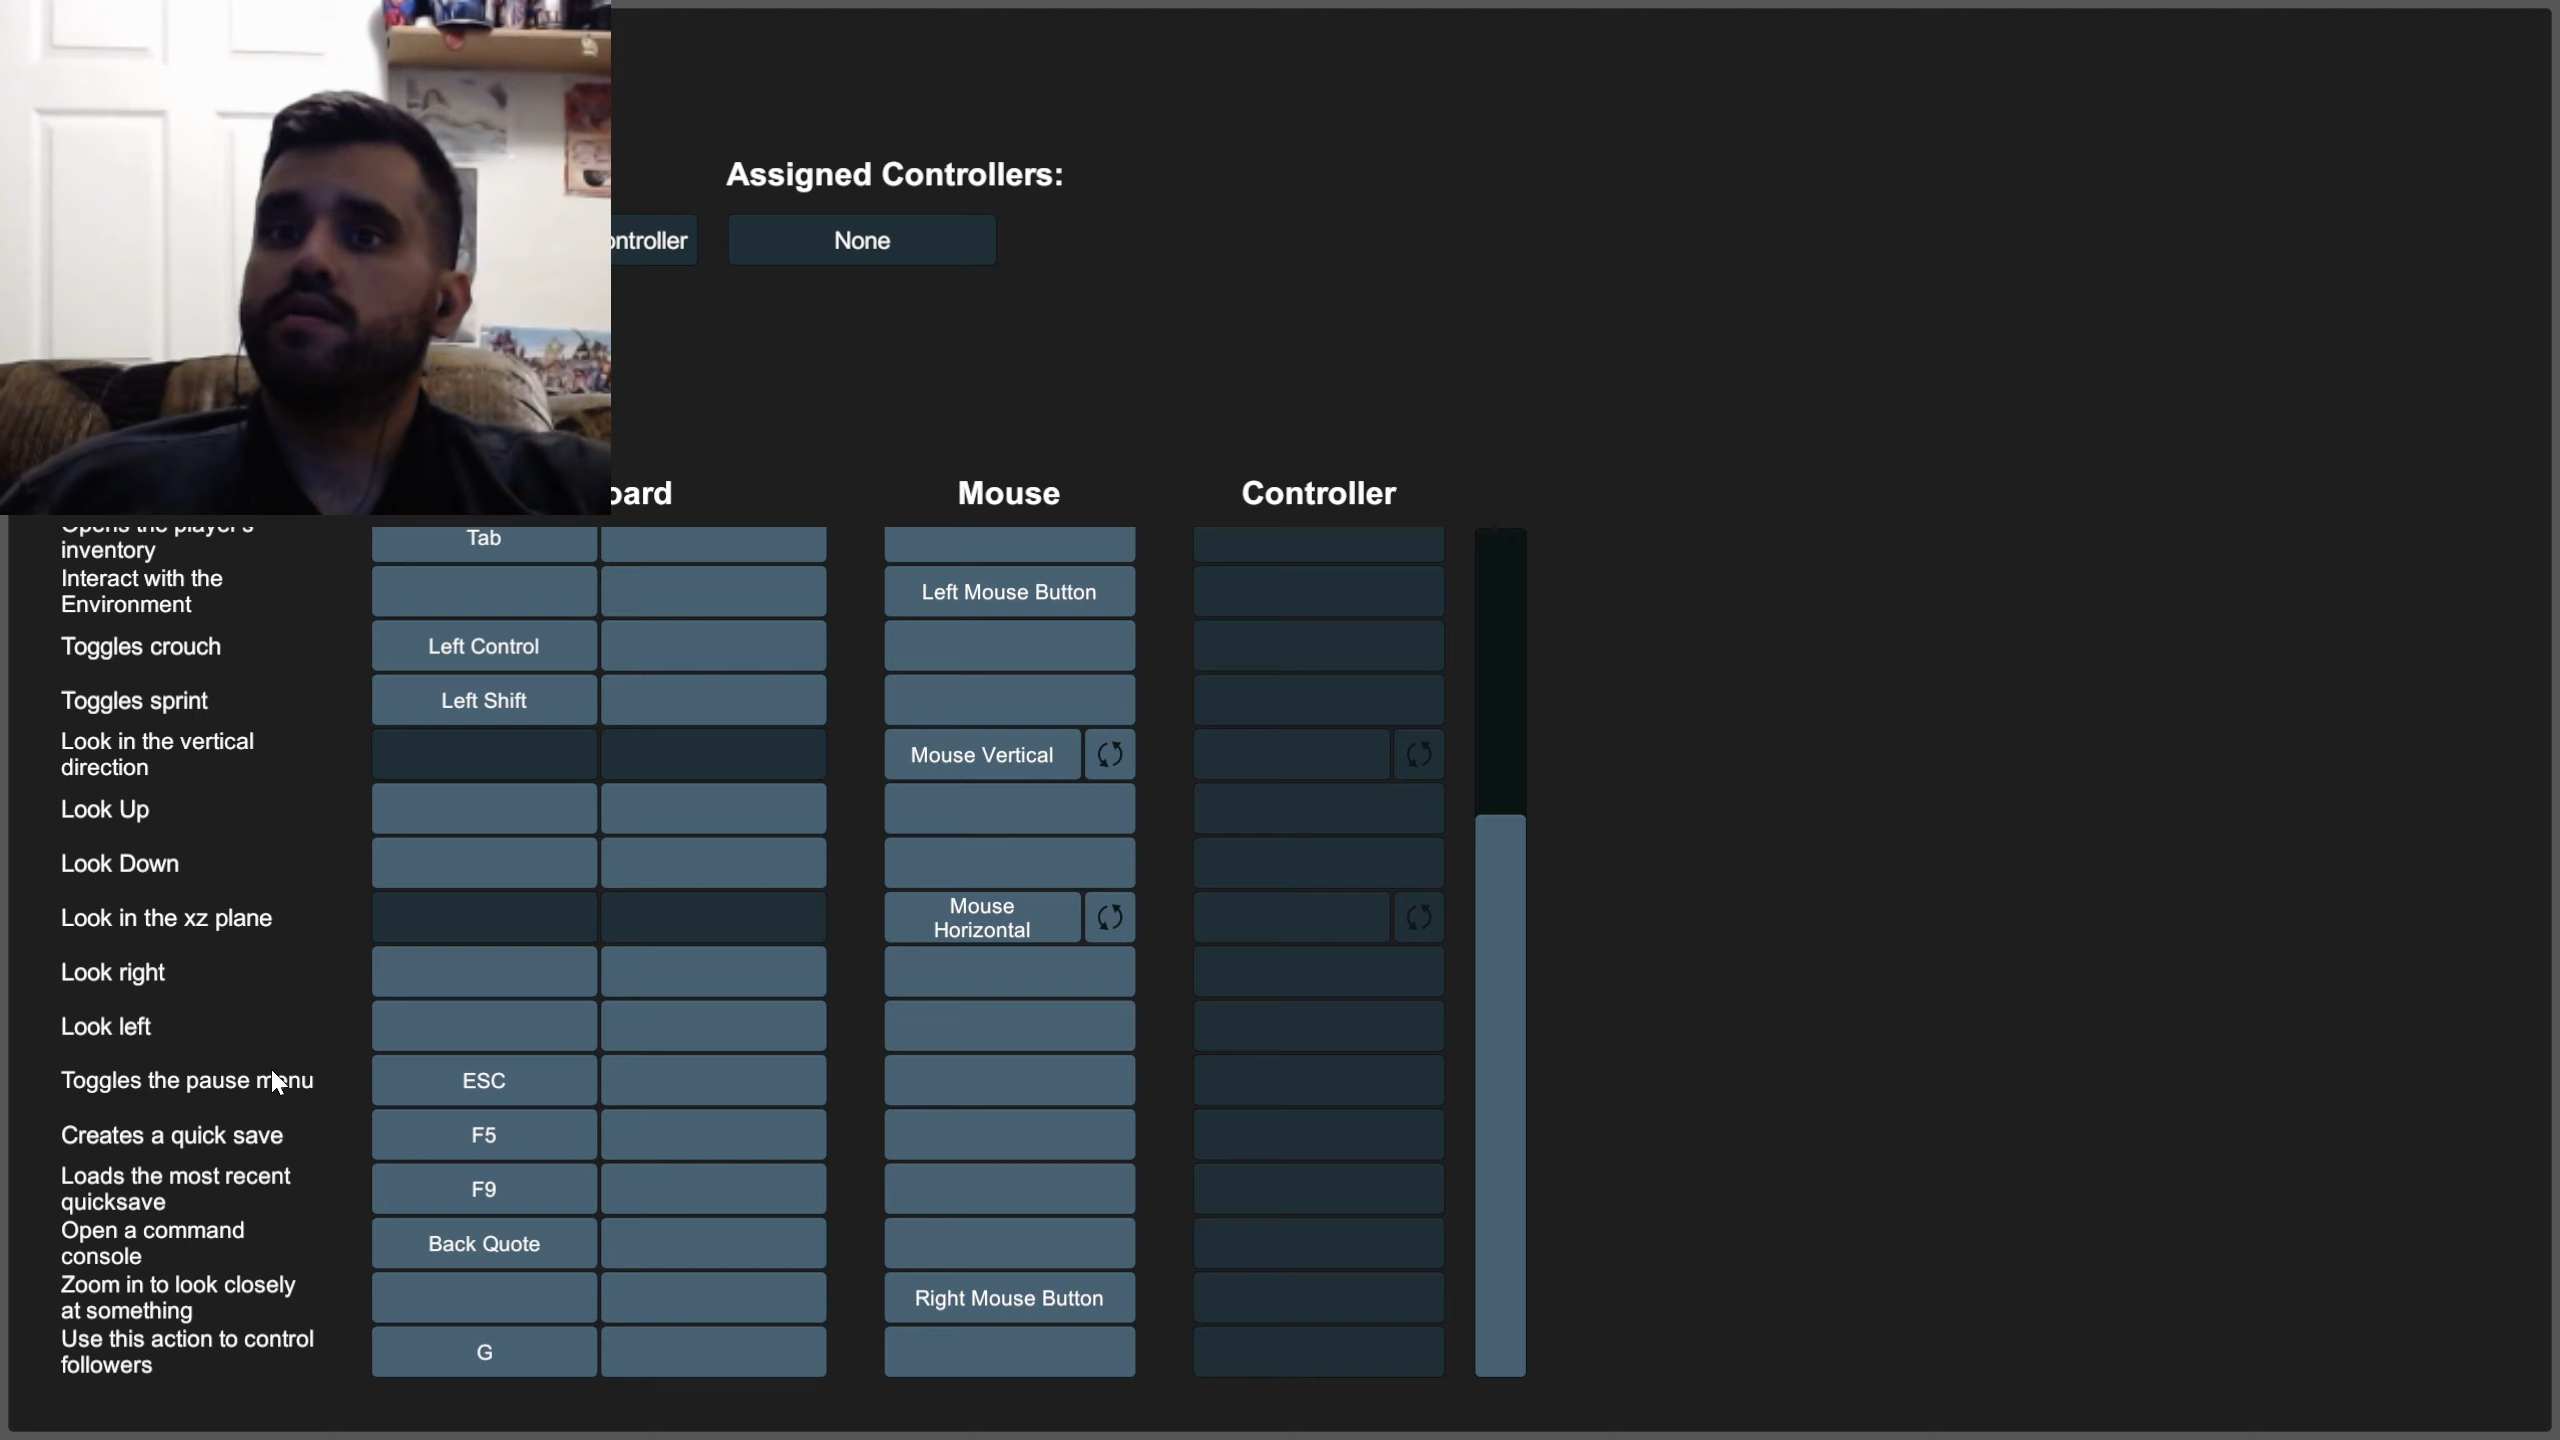 Assigned Controllers:
ontroller
None
oard
Mouse
Controller
Opens the player's
inventory
Tab
Interact with the
Environment
Left Mouse Button
Toggles crouch
Left Control
Toggles sprint
Left Shift
Look in the vertical
direction
Mouse Vertical
Look Up
Look Down
Look in the xz plane
Mouse
Horizontal
Look right
Look left
Toggles the pause menu
ESC
Creates a quick save
F5
Loads the most recent
quicksave
F9
Open a command
console
Back Quote
Zoom in to look closely
at something
Right Mouse Button
Use this action to control
followers
G